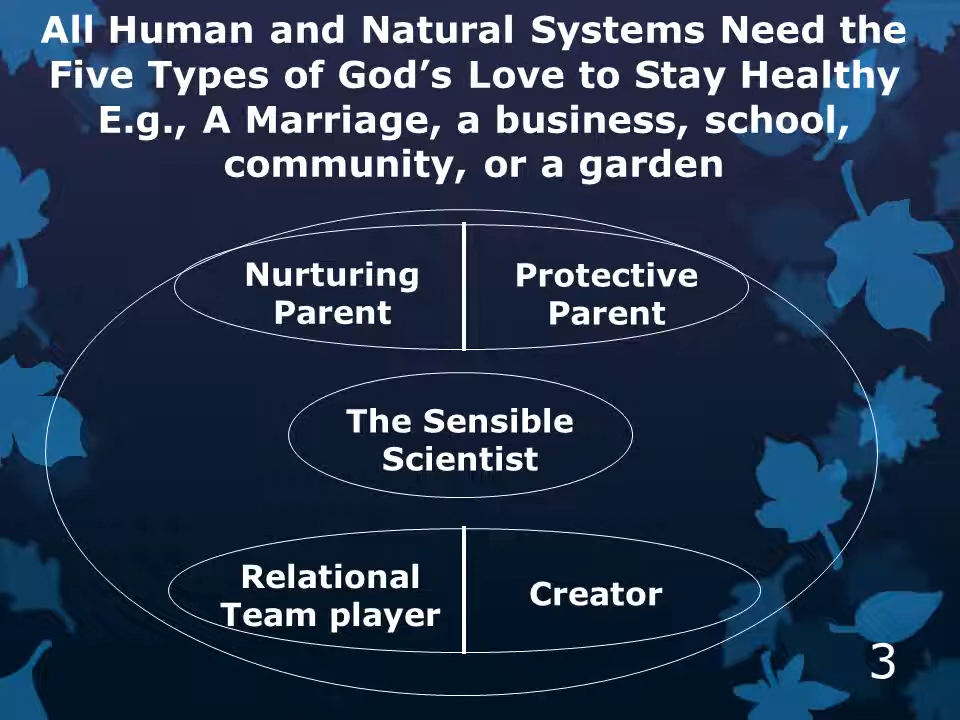 All Human and Natural Systems Need the
Five Types of God’s Love to Stay Healthy
E.g., A Marriage, a business, school,
community, or a garden
Nurturing
Parent
Protective
Parent
The Sensible
Scientist
Relational
Team player
Creator
3